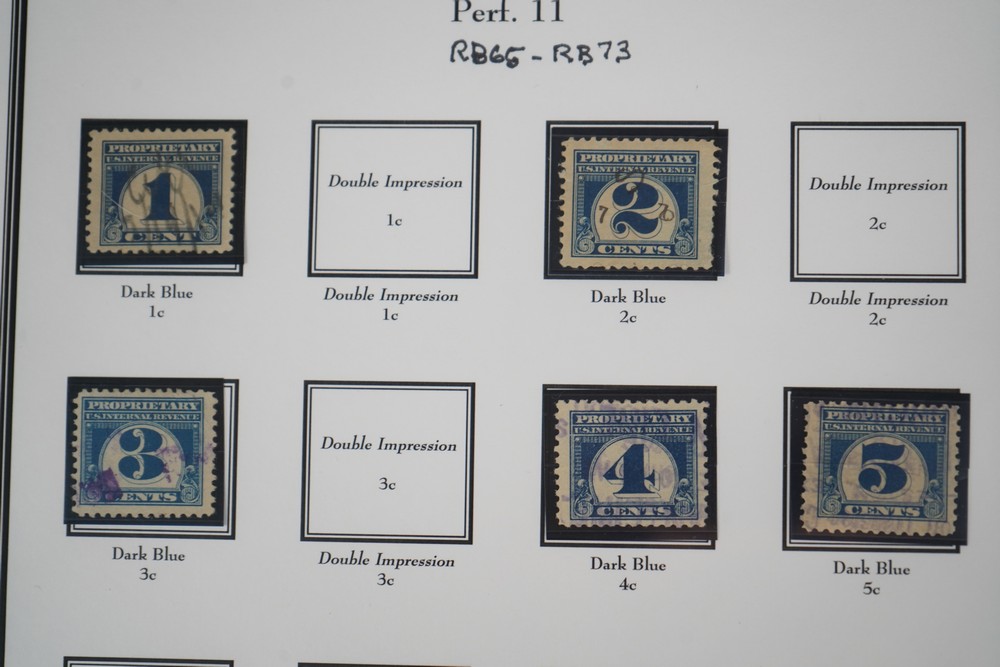 Perf. 11
RB65 - RB73
PROPRIETARY
U.S. INTERNAL REVENUE
1
CENT
Dark Blue
1c
Double Impression
1c
Double Impression
1c
PROPRIETARY
U.S. INTERNAL REVENUE
2
7
CENTS
Dark Blue
2c
Double Impression
2c
Double Impression
2c
PROPRIETARY
U.S. INTERNAL REVENUE
3
CENTS
Dark Blue
3c
Double Impression
3c
Double Impression
3c
PROPRIETARY
U.S. INTERNAL REVENUE
4
CENTS
Dark Blue
4c
PROPRIETARY
U.S. INTERNAL REVENUE
5
CENTS
Dark Blue
5c